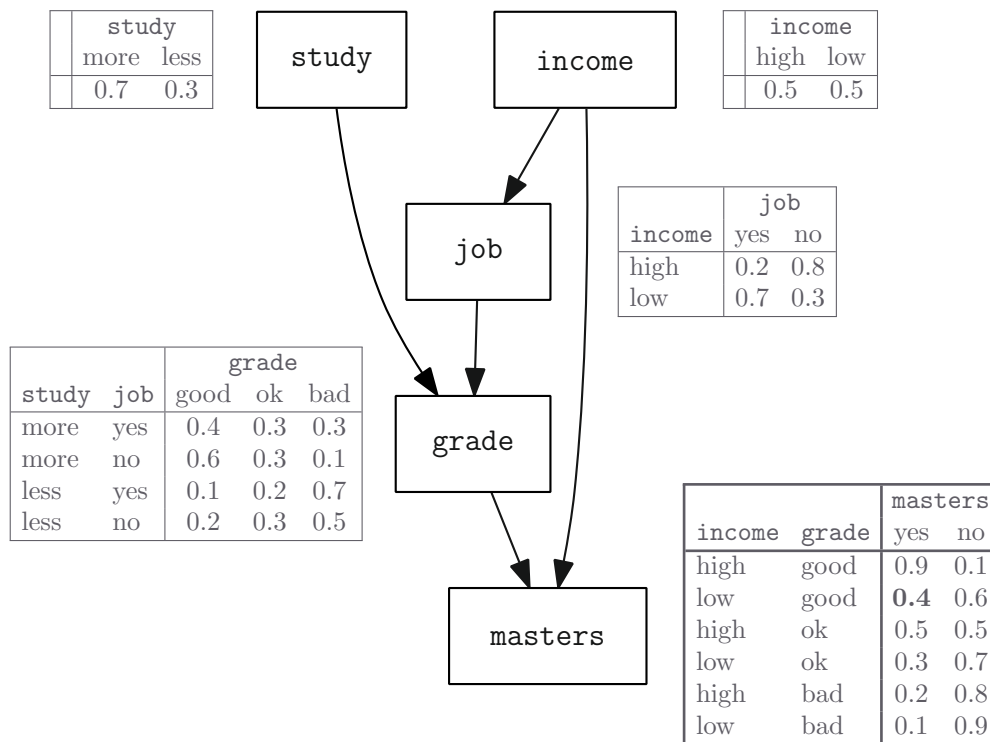 study
more less
0.7 0.3
study
income
income
high low
0.5 0.5
job
job
income yes no
high 0.2 0.8
low 0.7 0.3
grade
study job good ok bad
more yes 0.4 0.3 0.3
more no 0.6 0.3 0.1
less yes 0.1 0.2 0.7
less no 0.2 0.3 0.5
grade
masters
income grade yes no
high good 0.9 0.1
low good 0.4 0.6
high ok 0.5 0.5
low ok 0.3 0.7
high bad 0.2 0.8
low bad 0.1 0.9
masters